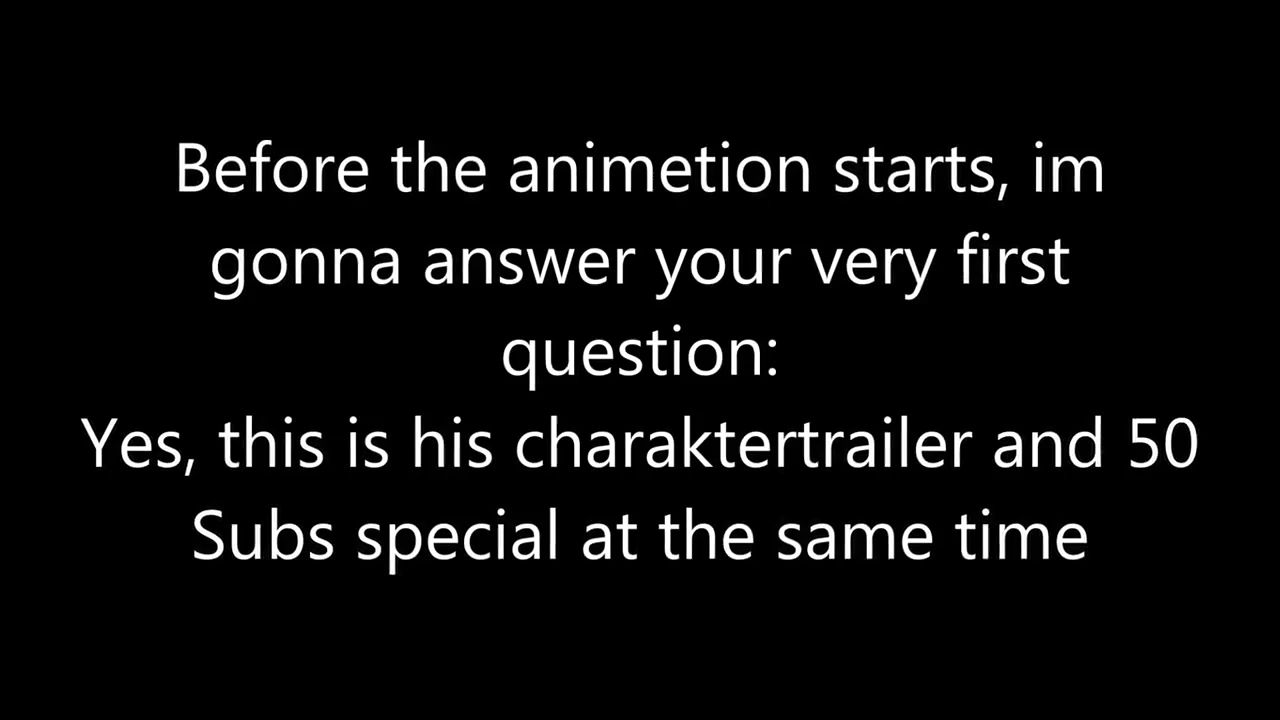 Before the animetion starts, im
gonna answer your very first
question:
Yes, this is his charaktertrailer and 50
Subs special at the same time